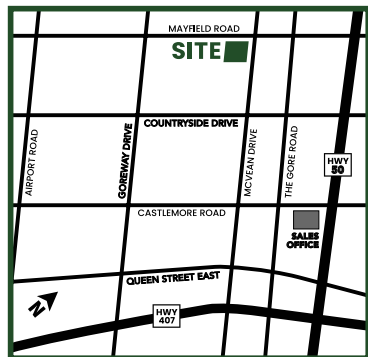 MAYFIELD ROAD
SITE
COUNTRYSIDE DRIVE
AIRPORT ROAD
GOREWAY DRIVE
MCVEAN DRIVE
THE GORE ROAD
HWY
50
CASTLEMORE ROAD
SALES
OFFICE
QUEEN STREET EAST
N
HWY
407